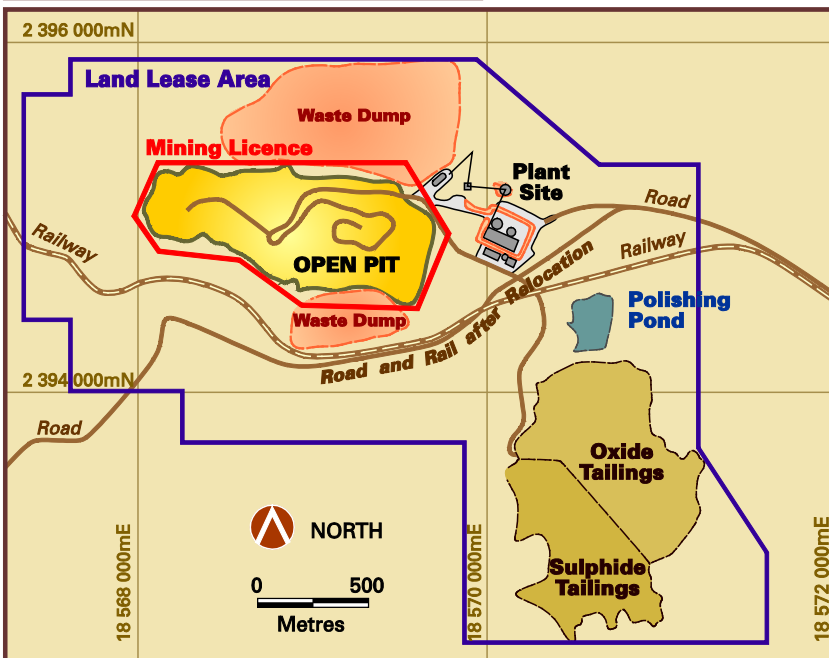 2 396 000mN
Land Lease Area
Waste Dump
Mining Licence
Plant
Site
Road
Railway
Railway
OPEN PIT
Polishing
Pond
Waste Dump
Road and Rail after Relocation
2 394 000mN
Road
Oxide
Tailings
NORTH
Sulphide
Tailings
0 500
Metres
18 568 000mE
18 570 000mE
18 572 000mE